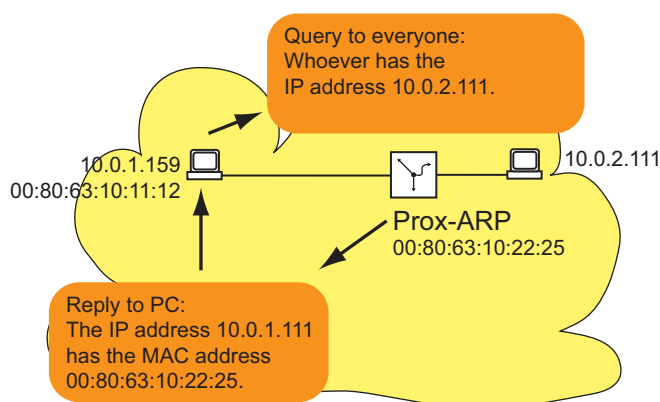 Query to everyone:
Whoever has the
IP address 10.0.2.111.
10.0.1.159
00:80:63:10:11:12
10.0.2.111
Prox-ARP
00:80:63:10:22:25
Reply to PC:
The IP address 10.0.1.111
has the MAC address
00:80:63:10:22:25.